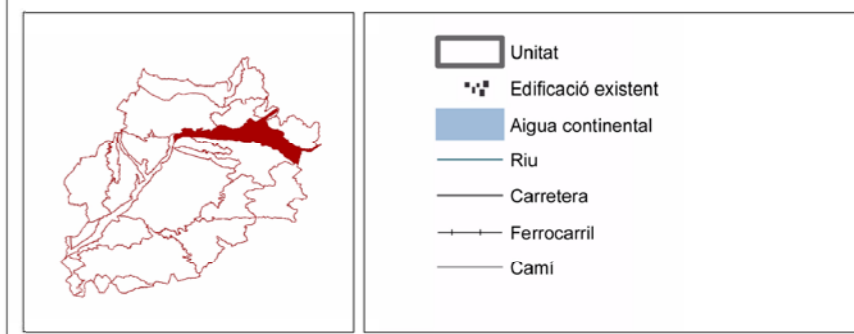 Unitat
Edificació existent
Aigua continental
Riu
Carretera
Ferrocarril
Camí